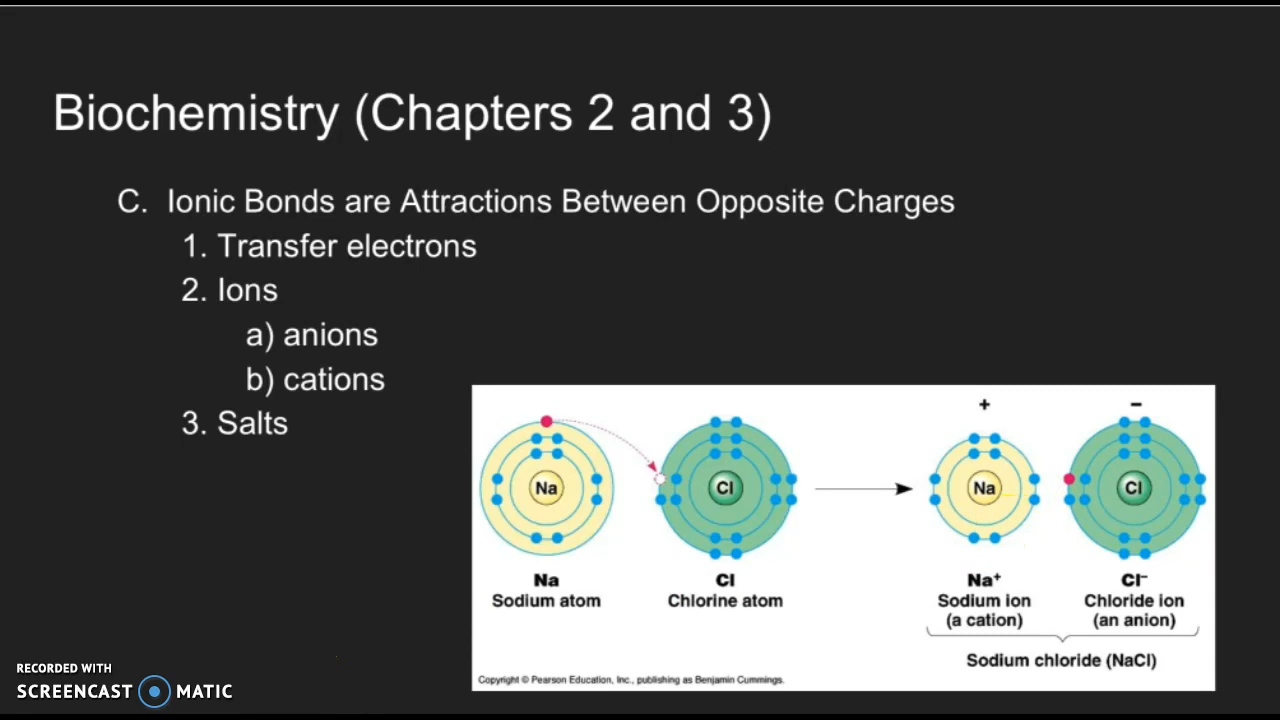 Biochemistry (Chapters 2 and 3)
C. Ionic Bonds are Attractions Between Opposite Charges
1. Transfer electrons
2. Ions
a) anions
b) cations
3. Salts
+ −
Na Cl Na Cl
Na Cl Na⁺ Cl⁻
Sodium atom Chlorine atom Sodium ion Chloride ion
(a cation) (an anion)
Sodium chloride (NaCl)
Copyright © Pearson Education, Inc., publishing as Benjamin Cummings.
RECORDED WITH
SCREENCAST MATIC